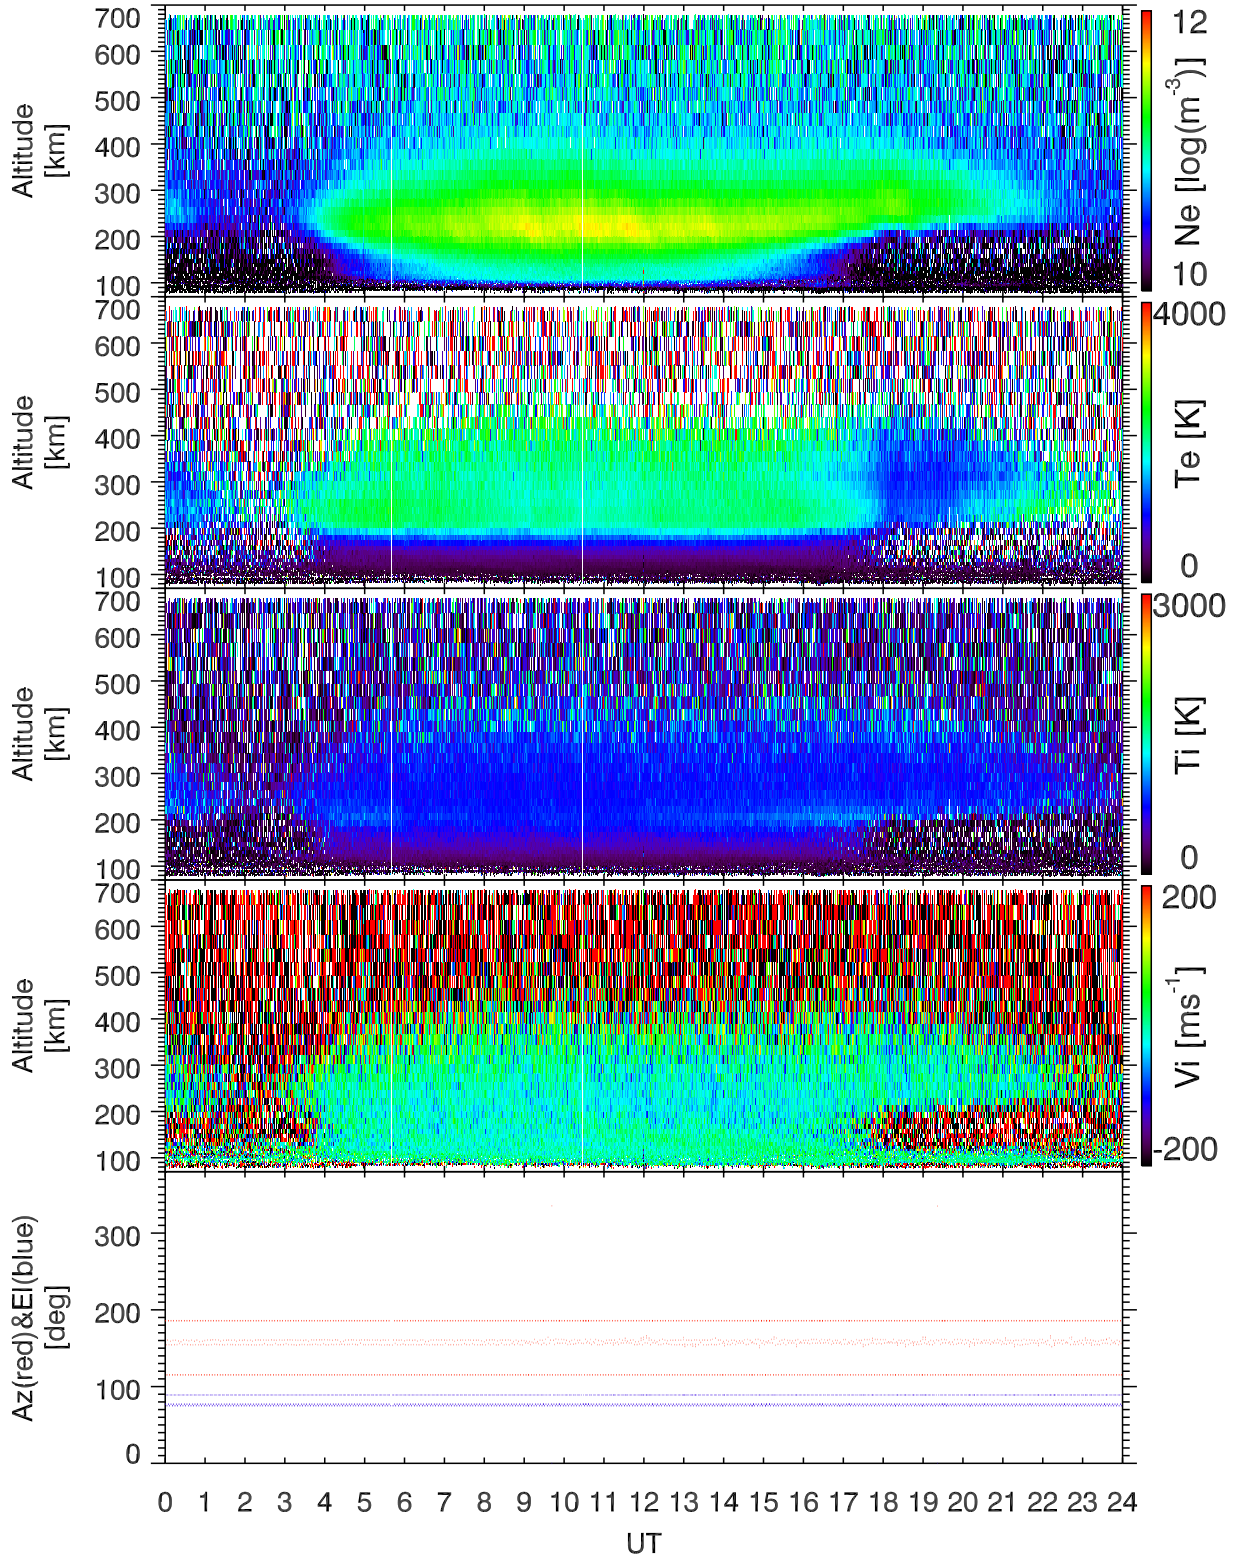 700
600
500
400
300
200
100
Altitude
[km]
12
10
Ne [log(m⁻³)]
700
600
500
400
300
200
100
Altitude
[km]
4000
0
Te [K]
700
600
500
400
300
200
100
Altitude
[km]
3000
0
Ti [K]
700
600
500
400
300
200
100
Altitude
[km]
200
-200
Vi [ms⁻¹]
300
200
100
0
Az(red)&El(blue)
[deg]
0 1 2 3 4 5 6 7 8 9 10 11 12 13 14 15 16 17 18 19 20 21 22 23 24
UT